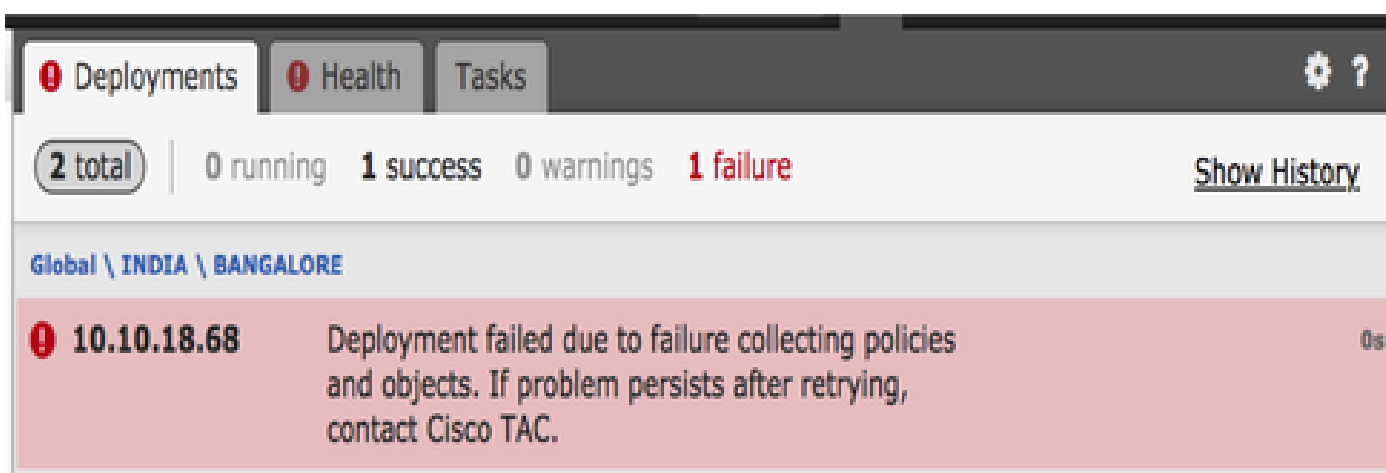 Deployments Health Tasks ?
2 total 0 running 1 success 0 warnings 1 failure Show History
Global \ INDIA \ BANGALORE
10.10.18.68 Deployment failed due to failure collecting policies 0s
and objects. If problem persists after retrying,
contact Cisco TAC.